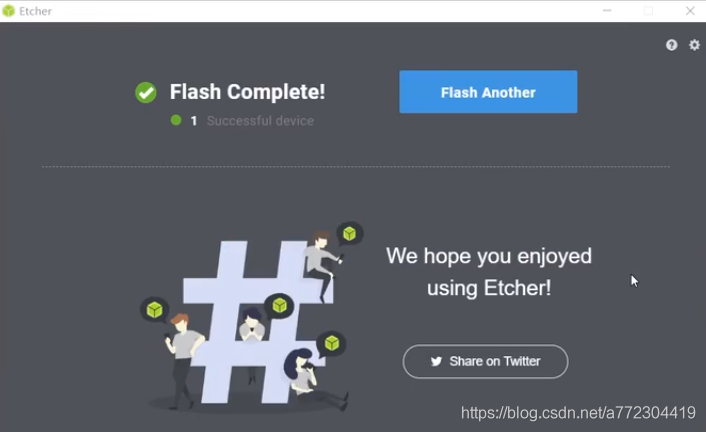 Etcher
Flash Complete!
Flash Another
1 Successful device
We hope you enjoyed
using Etcher!
Share on Twitter
https://blog.csdn.net/a772304419